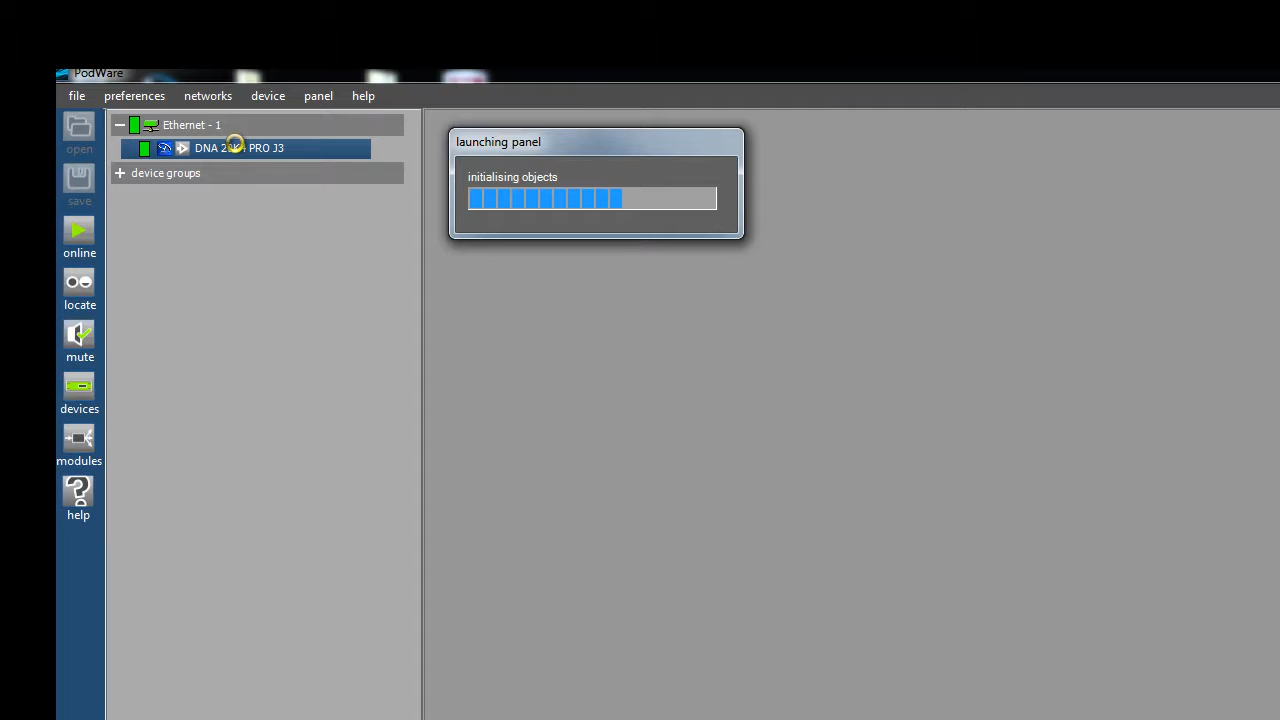 PodWare
file preferences networks device panel help
open
save
online
locate
mute
devices
modules
help
Ethernet - 1
PRO J3
device groups
launching panel
initialising objects